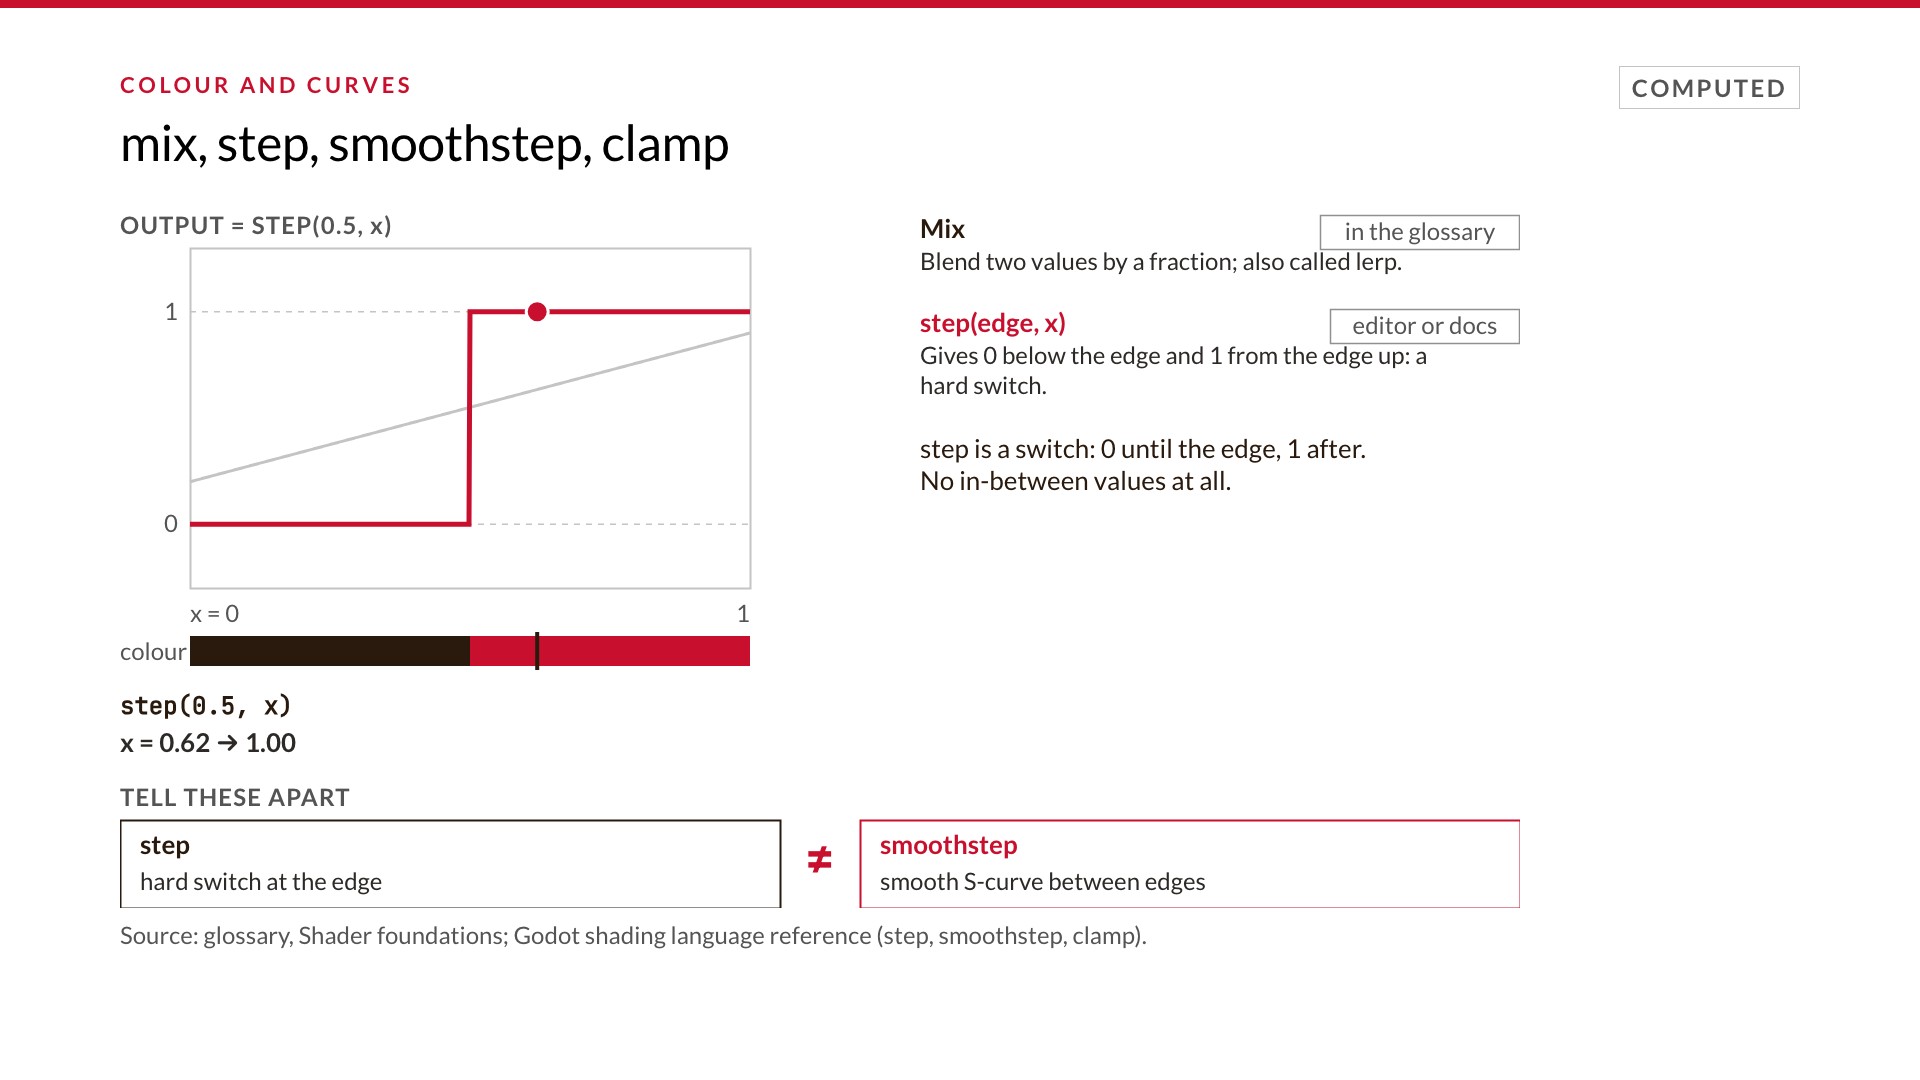 COLOUR AND CURVES
COMPUTED
mix, step, smoothstep, clamp
OUTPUT = STEP(0.5, x)
1
0
x = 0
1
colour
step(0.5, x)
x = 0.62 → 1.00
Mix
in the glossary
Blend two values by a fraction; also called lerp.
step(edge, x)
editor or docs
Gives 0 below the edge and 1 from the edge up: a
hard switch.
step is a switch: 0 until the edge, 1 after.
No in-between values at all.
TELL THESE APART
step
hard switch at the edge
≠
smoothstep
smooth S-curve between edges
Source: glossary, Shader foundations; Godot shading language reference (step, smoothstep, clamp).